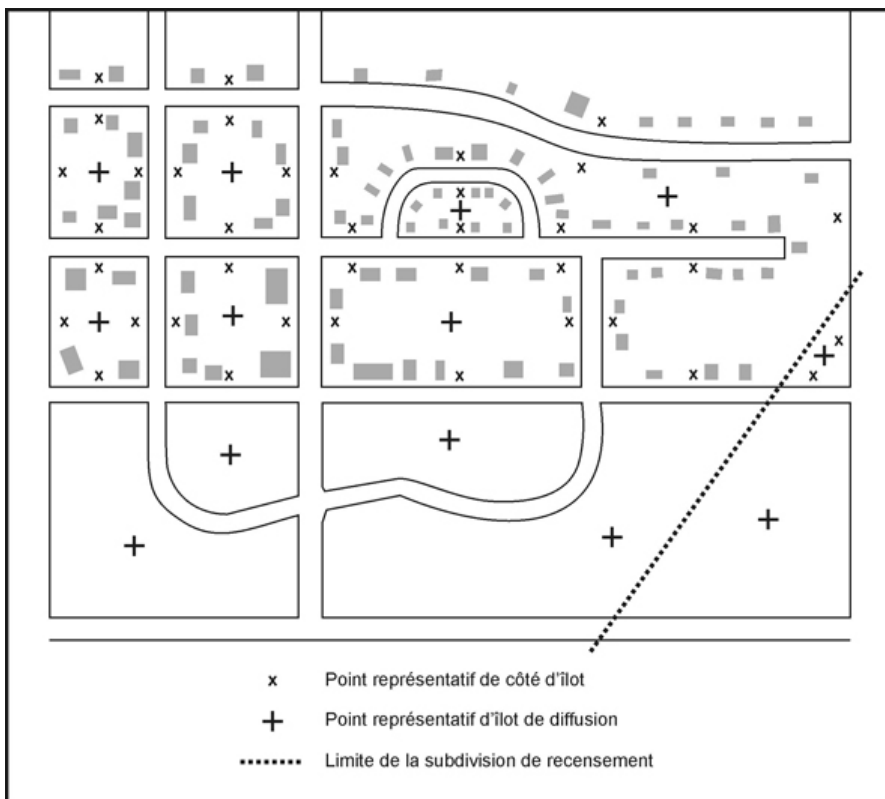 Point représentatif de côté d'îlot
Point représentatif d'îlot de diffusion
Limite de la subdivision de recensement